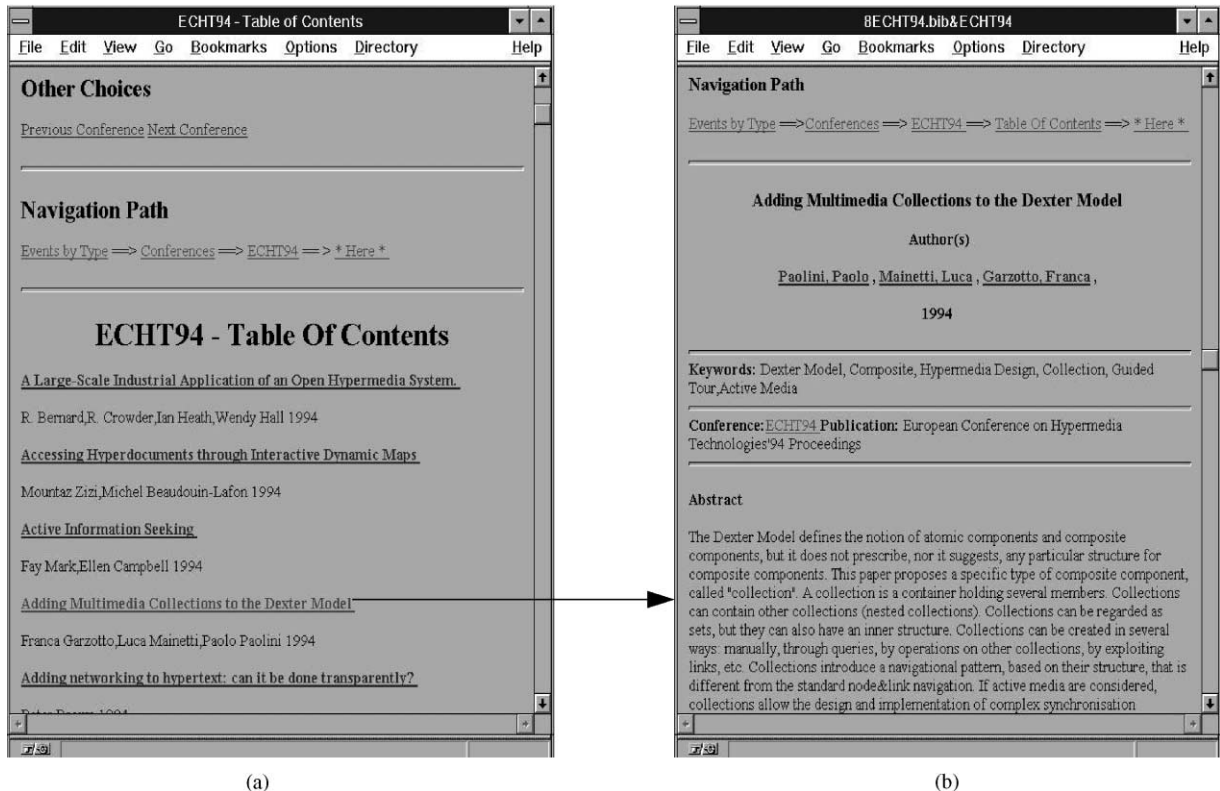 ECHT94 - Table of Contents
File Edit View Go Bookmarks Options Directory Help
Other Choices
Previous Conference Next Conference
Navigation Path
Events by Type ==> Conferences ==> ECHT94 ==> * Here *
ECHT94 - Table Of Contents
A Large-Scale Industrial Application of an Open Hypermedia System.
R. Bernard,R. Crowder,Ian Heath,Wendy Hall 1994
Accessing Hyperdocuments through Interactive Dynamic Maps
Mountaz Zizi,Michel Beaudouin-Lafon 1994
Active Information Seeking
Fay Mark,Ellen Campbell 1994
Adding Multimedia Collections to the Dexter Model
Franca Garzotto,Luca Mainetti,Paolo Paolini 1994
Adding networking to hypertext: can it be done transparently?
(a)
8ECHT94.bib&ECHT94
File Edit View Go Bookmarks Options Directory Help
Navigation Path
Events by Type ==>Conferences ==> ECHT94 ==> Table Of Contents ==> * Here *
Adding Multimedia Collections to the Dexter Model
Author(s)
Paolini, Paolo , Mainetti, Luca , Garzotto, Franca ,
1994
Keywords: Dexter Model, Composite, Hypermedia Design, Collection, Guided
Tour,Active Media
Conference:ECHT94 Publication: European Conference on Hypermedia
Technologies'94 Proceedings
Abstract
The Dexter Model defines the notion of atomic components and composite
components, but it does not prescribe, nor it suggests, any particular structure for
composite components. This paper proposes a specific type of composite component,
called "collection". A collection is a container holding several members. Collections
can contain other collections (nested collections). Collections can be regarded as
sets, but they can also have an inner structure. Collections can be created in several
ways: manually, through queries, by operations on other collections, by exploiting
links, etc. Collections introduce a navigational pattern, based on their structure, that is
different from the standard node&link navigation. If active media are considered,
collections allow the design and implementation of complex synchronisation
(b)